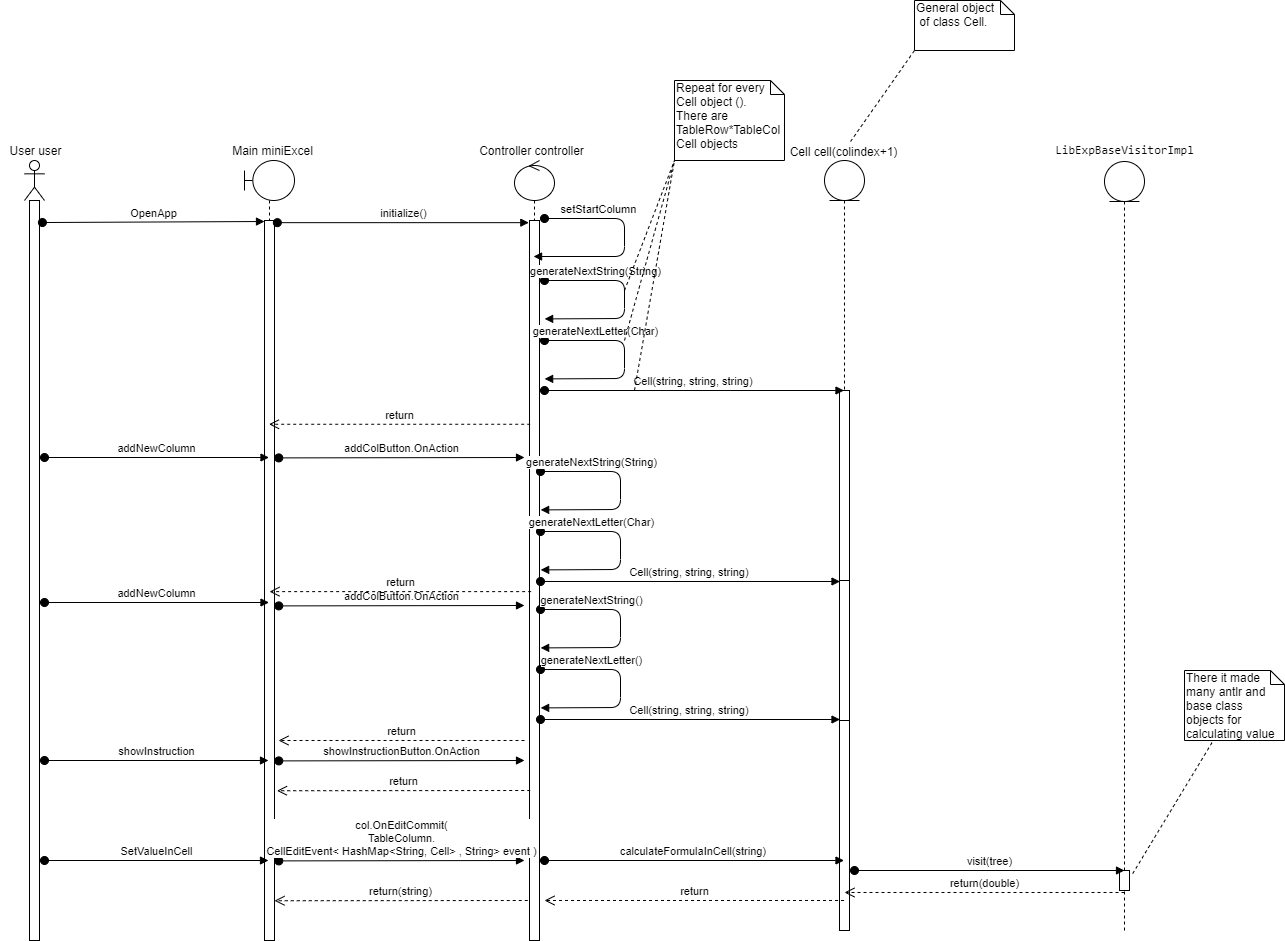 General object
of class Cell.
Repeat for every
Cell object ().
There are
TableRow*TableCol
Cell objects
User user
Main miniExcel
Controller controller
Cell cell(colindex+1)
LibExpBaseVisitorImpl
OpenApp
initialize()
setStartColumn
generateNextString(String)
generateNextLetter(Char)
Cell(string, string, string)
return
addNewColumn
addColButton.OnAction
generateNextString(String)
generateNextLetter(Char)
Cell(string, string, string)
return
addNewColumn
addColButton.OnAction
generateNextString()
generateNextLetter()
Cell(string, string, string)
There it made
many antlr and
base class
objects for
calculating value
return
showInstruction
showInstructionButton.OnAction
return
col.OnEditCommit(
TableColumn.
CellEditEvent< HashMap<String, Cell> , String> event )
SetValueInCell
calculateFormulaInCell(string)
visit(tree)
return(double)
return(string)
return